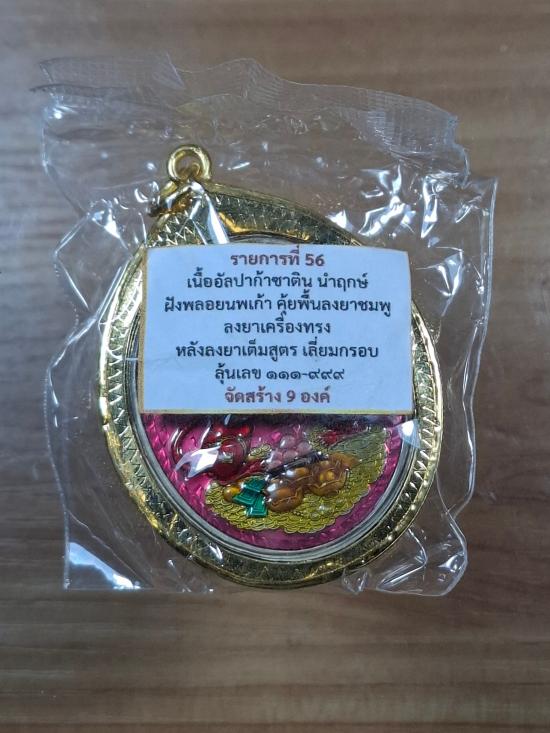 รายการที่ 56
เนื้ออัลปาก้าซาติน นำฤกษ์
ฝังพลอยนพเก้า คุ้ยพื้นลงยาชมพู
ลงยาเครื่องทรง
หลังลงยาเต็มสูตร เลี่ยมกรอบ
ลุ้นเลข ๑๑๑-๙๙๙
จัดสร้าง 9 องค์